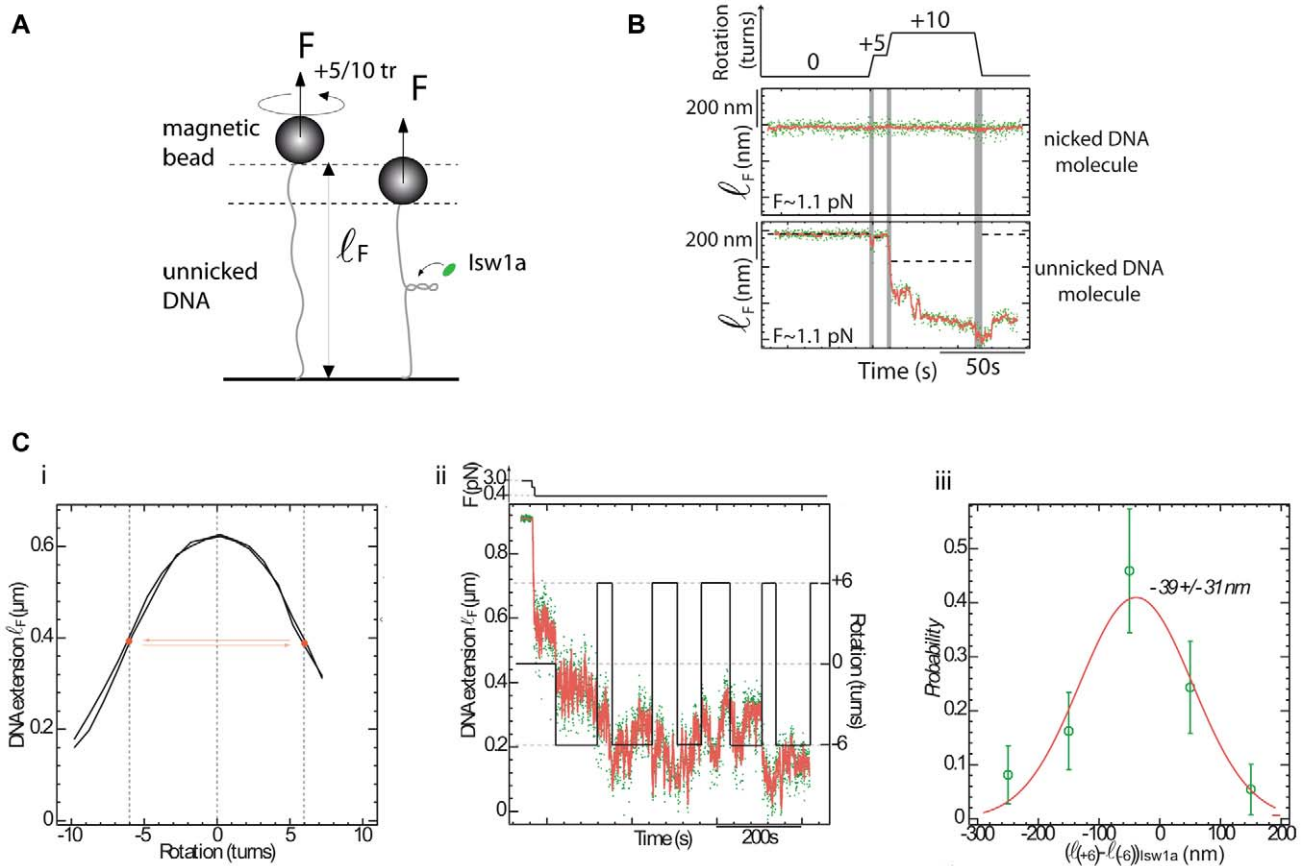 A
F
+5/10 tr
F
magnetic
bead
ℓF
Isw1a
unnicked
DNA
B
Rotation
(turns)
0
+5
+10
200 nm
ℓF (nm)
F~1.1 pN
nicked DNA
molecule
200 nm
ℓF (nm)
F~1.1 pN
unnicked DNA
molecule
Time (s)
50s
C
i
DNA extension ℓF (µm)
0.6
0.4
0.2
0
-10
-5
0
5
10
Rotation (turns)
ii
F (pN)
3.0
0.4
DNA extension ℓF (µm)
0.8
0.6
0.4
0.2
0
+6
0
-6
Rotation (turns)
Time (s)
200s
iii
Probability
0.5
0.4
0.3
0.2
0.1
0
-39+/-31nm
-300
-200
-100
0
100
200
(ℓ(+6)-ℓ(-6))Isw1a (nm)